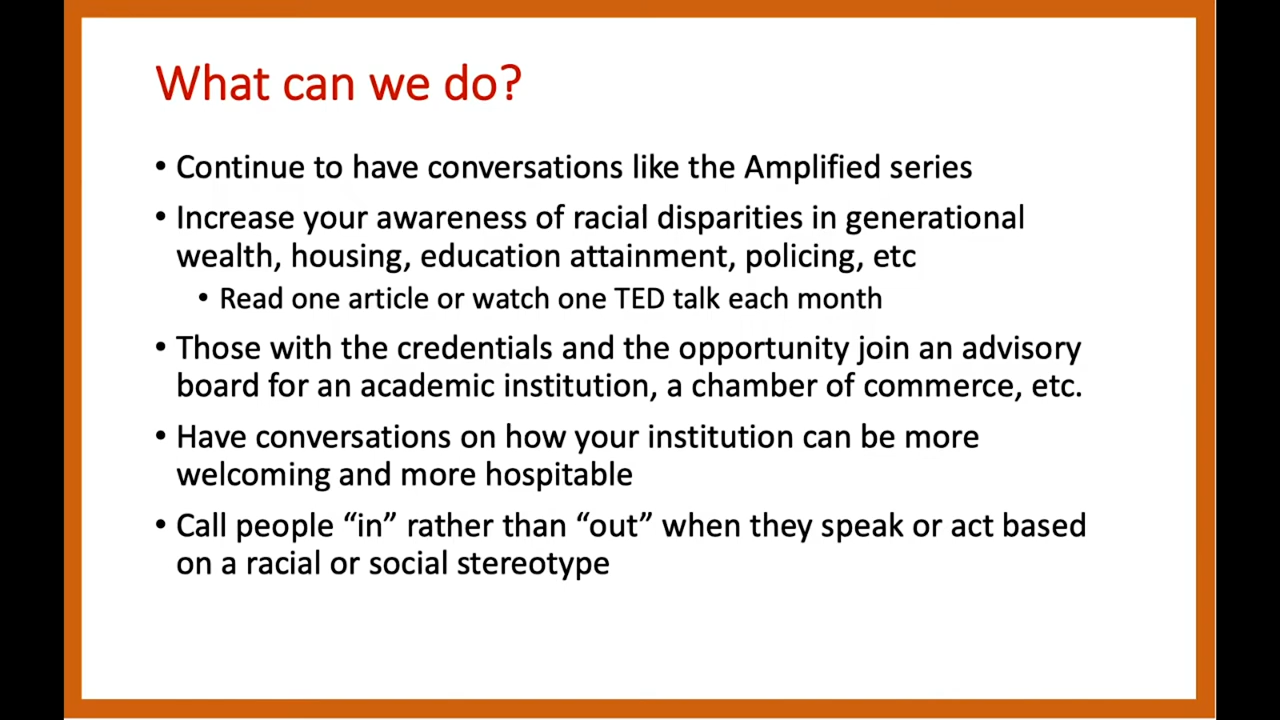 What can we do?
• Continue to have conversations like the Amplified series
• Increase your awareness of racial disparities in generational
wealth, housing, education attainment, policing, etc
• Read one article or watch one TED talk each month
• Those with the credentials and the opportunity join an advisory
board for an academic institution, a chamber of commerce, etc.
• Have conversations on how your institution can be more
welcoming and more hospitable
• Call people “in” rather than “out” when they speak or act based
on a racial or social stereotype